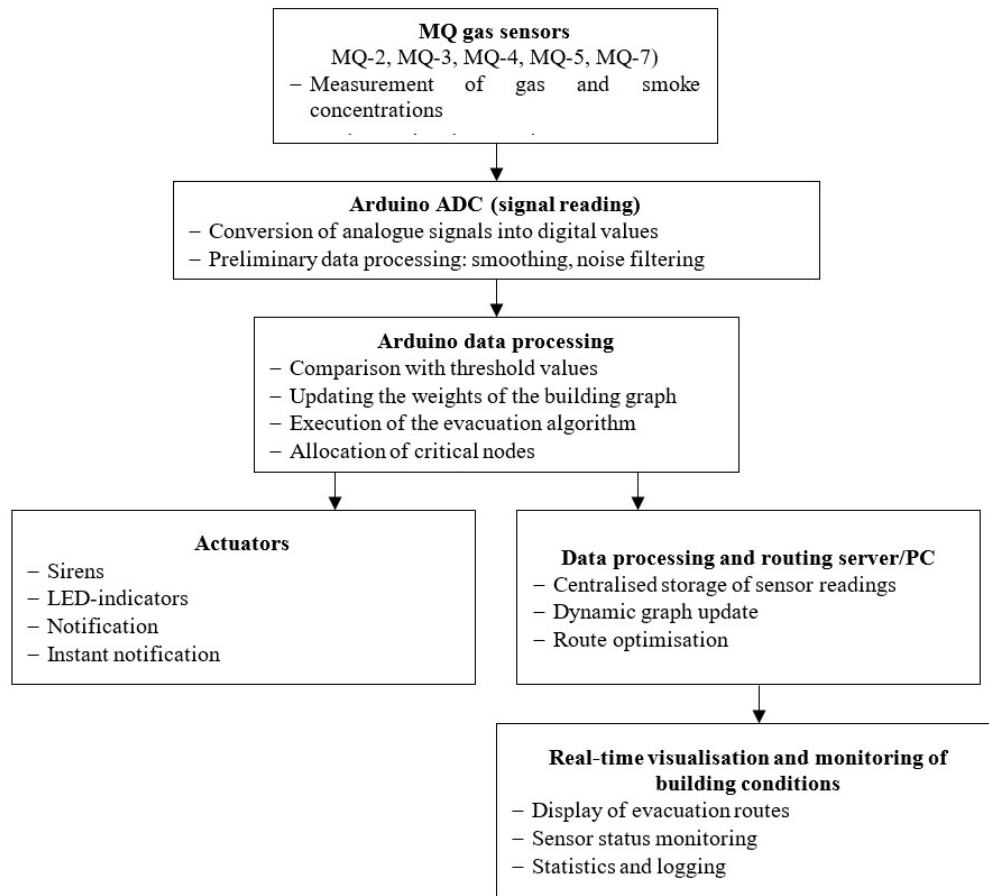 MQ gas sensors
MQ-2, MQ-3, MQ-4, MQ-5, MQ-7)
– Measurement of gas and smoke
concentrations
Arduino ADC (signal reading)
– Conversion of analogue signals into digital values
– Preliminary data processing: smoothing, noise filtering
Arduino data processing
– Comparison with threshold values
– Updating the weights of the building graph
– Execution of the evacuation algorithm
– Allocation of critical nodes
Actuators
– Sirens
– LED-indicators
– Notification
– Instant notification
Data processing and routing server/PC
– Centralised storage of sensor readings
– Dynamic graph update
– Route optimisation
Real-time visualisation and monitoring of
building conditions
– Display of evacuation routes
– Sensor status monitoring
– Statistics and logging